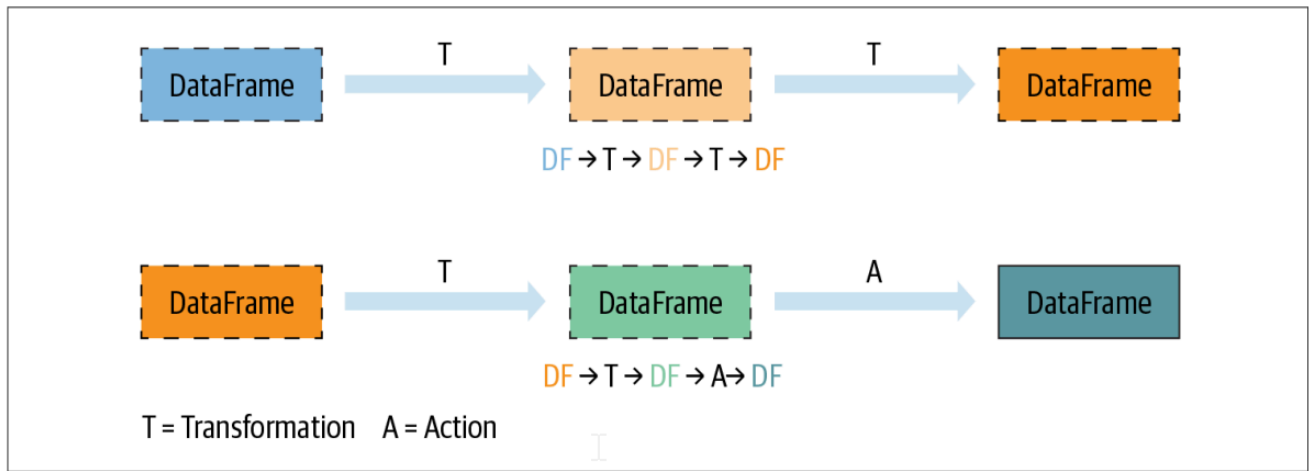 T T
DataFrame DataFrame DataFrame
DF → T → DF → T → DF
T A
DataFrame DataFrame DataFrame
DF → T → DF → A→ DF
T = Transformation A = Action